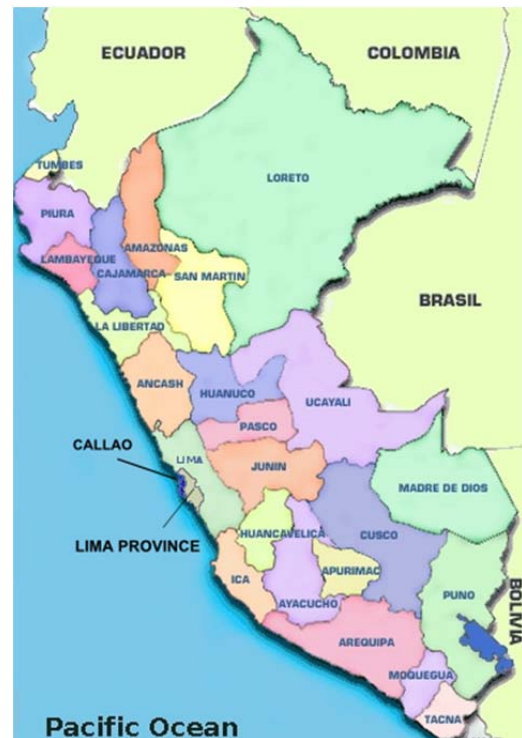 ECUADOR
COLOMBIA
TUMBES
LORETO
PIURA
AMAZONAS
LAMBAYEQUE
CAJAMARCA
SAN MARTIN
BRASIL
LA LIBERTAD
ANCASH
HUANUCO
UCAYALI
PASCO
CALLAO
LIMA
JUNIN
MADRE DE DIOS
LIMA PROVINCE
HUANCAVELICA
CUSCO
APURIMAC
ICA
AYACUCHO
PUNO
BOLIVIA
AREQUIPA
MOQUEGUA
TACNA
Pacific Ocean